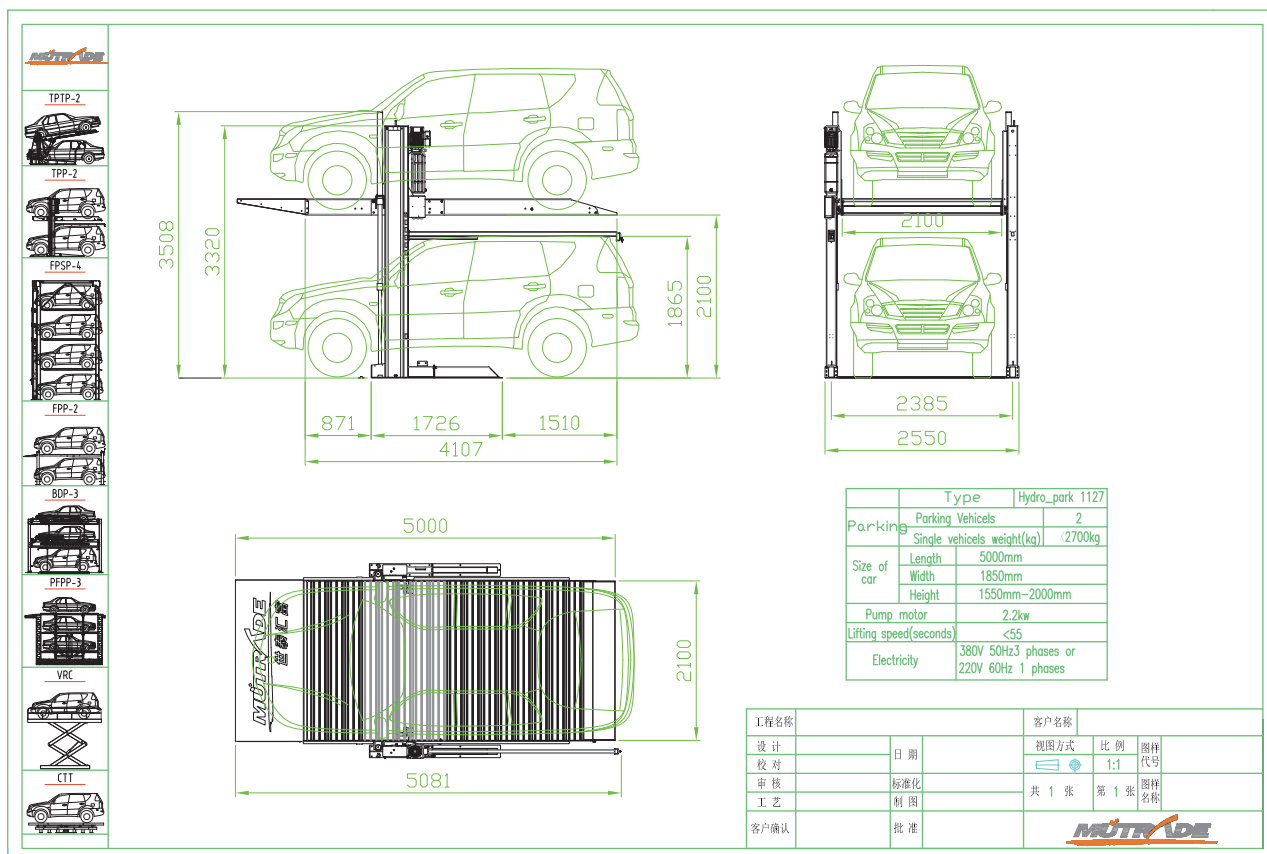 MUTRADE
TPTP-2
TPP-2
FPSP-4
FPP-2
BDP-3
PFPP-3
VRC
CTT
3508
3320
1865
2100
871
1726
1510
4107
2100
2385
2550
5000
MUTRADE
世泰汇富
2100
5081
Type Hydro_park 1127
Parking
Parking Vehicels 2
Single vehicels weight(kg) <2700kg
Size of car
Length 5000mm
Width 1850mm
Height 1550mm-2000mm
Pump motor 2.2kw
Lifting speed(seconds) <55
Electricity
380V 50Hz3 phases or
220V 60Hz 1 phases
工程名称 客户名称
设计 日期 视图方式 比例 图样代号
校对 1:1
审核 标准化 共 1 张 第 1 张 图样名称
工艺 制图
客户确认 批准
MUTRADE